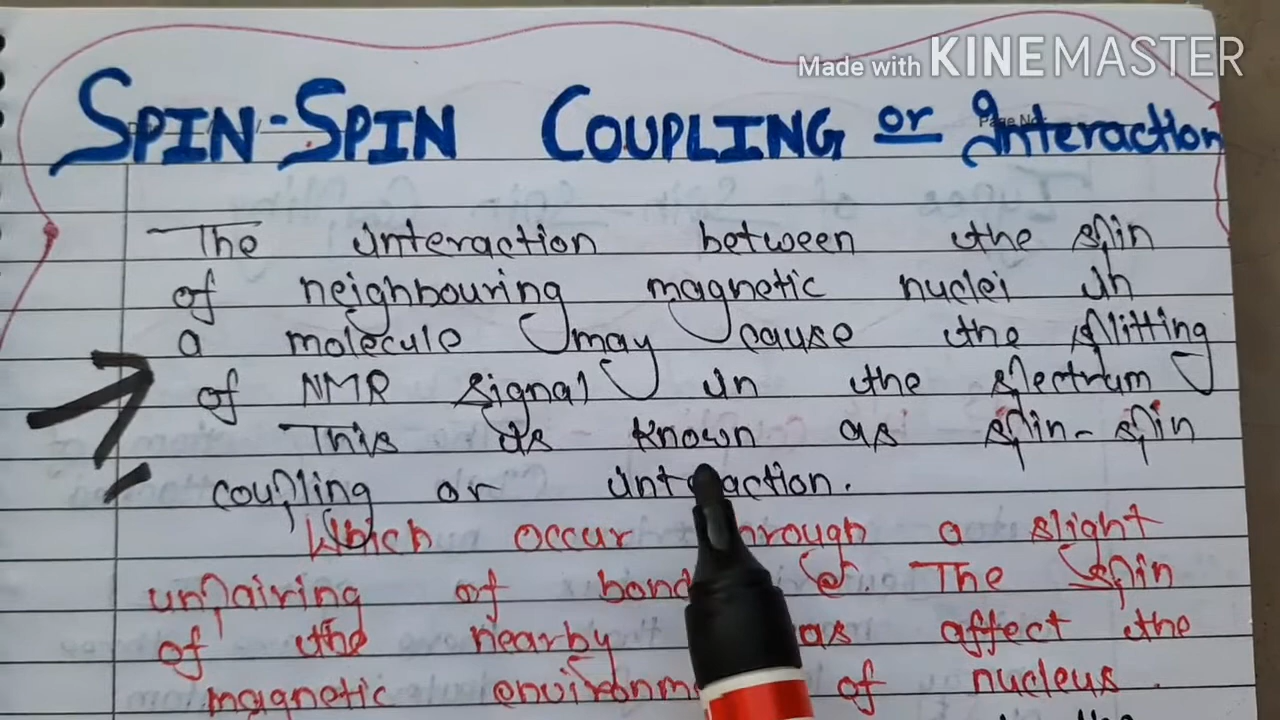 Made with KINEMASTER
SPIN-SPIN COUPLING or Interaction
The interaction between the spin
of neighbouring magnetic nuclei in
a molecule may cause the splitting
of NMR signal in the spectrum
This is known as spin-spin
coupling or interaction.
Which occur through a slight
unpairing of bond e-. The spin
of the nearby as affect the
magnetic of nucleus.
the